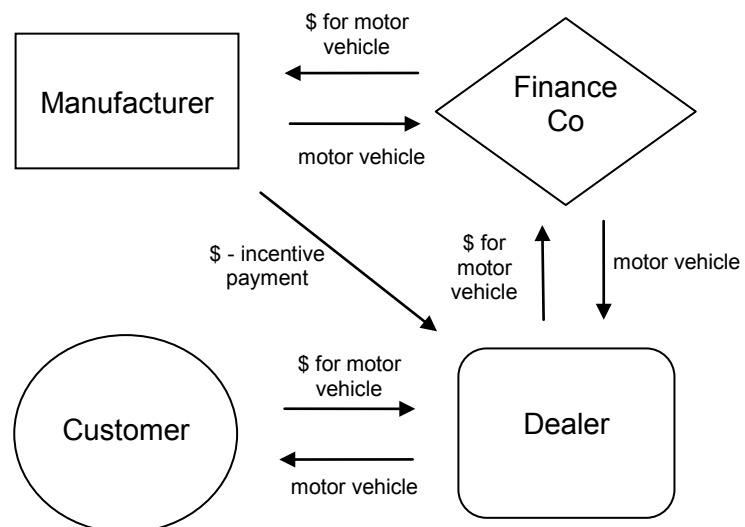 $ for motor
vehicle
Manufacturer
Finance
Co
motor vehicle
$ - incentive
payment
$ for
motor
vehicle
motor vehicle
$ for motor
vehicle
Customer
Dealer
motor vehicle